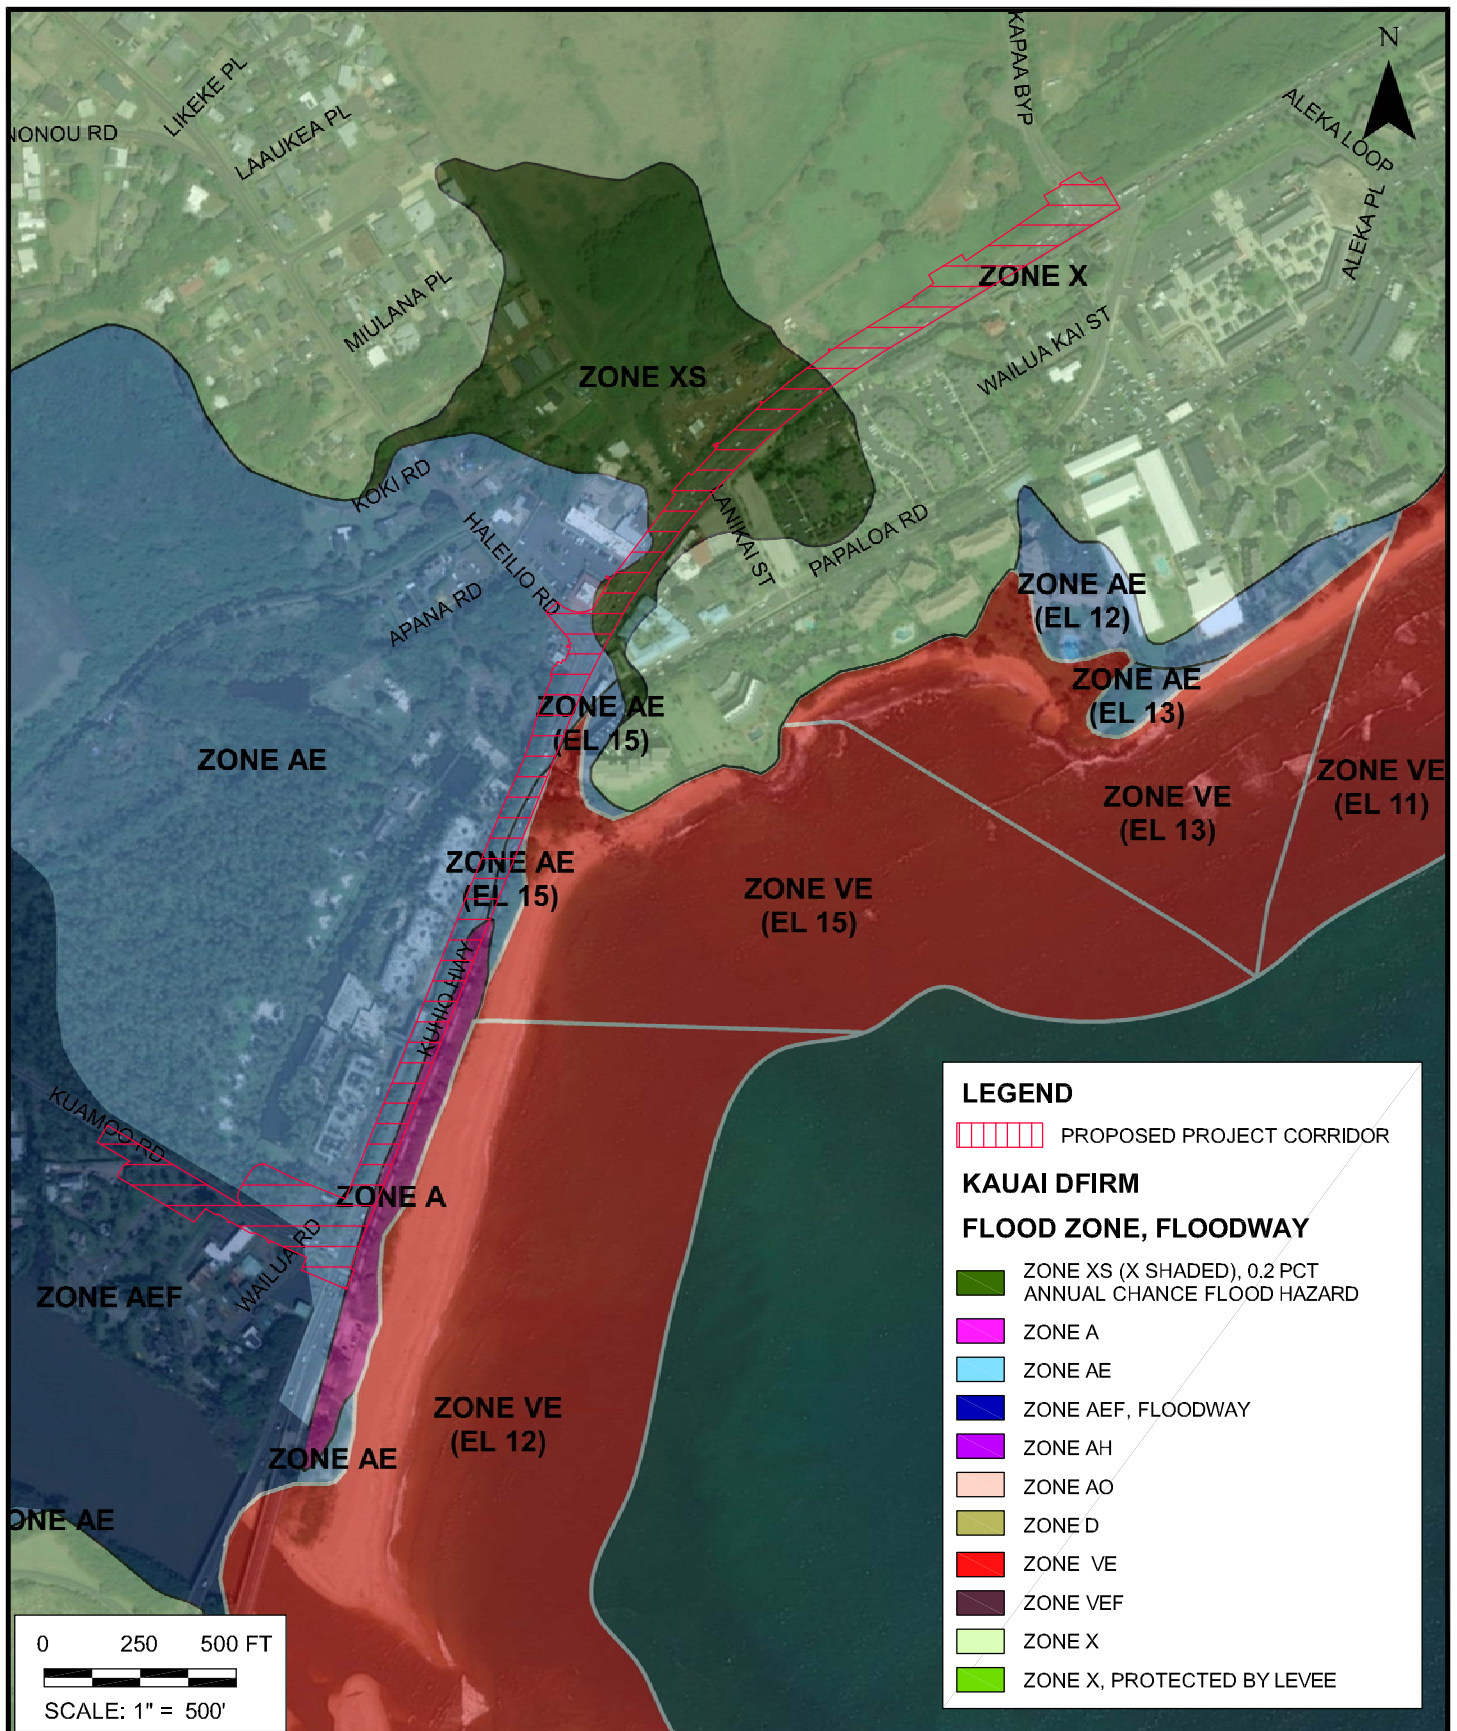 N
KAPAA BYP
LIKEKE PL
ALEKA LOOP
NONOU RD
LAAUKEA PL
ALEKA PL
MIULANA PL
ZONE X
WAILUA KAI ST
ZONE XS
KOKI RD
HALEILIO RD
LANIKAI ST
PAPALOA RD
APANA RD
ZONE AE
(EL 12)
ZONE AE
(EL 13)
ZONE AE
(EL 15)
ZONE AE
ZONE VE
(EL 11)
ZONE VE
(EL 13)
ZONE AE
(EL 15)
ZONE VE
(EL 15)
KUHIO HWY
KUAMOO RD
ZONE A
WAILUA RD
ZONE AEF
ZONE VE
(EL 12)
ZONE AE
ONE AE
0 250 500 FT
SCALE: 1" = 500'
LEGEND
PROPOSED PROJECT CORRIDOR
KAUAI DFIRM
FLOOD ZONE, FLOODWAY
ZONE XS (X SHADED), 0.2 PCT
ANNUAL CHANCE FLOOD HAZARD
ZONE A
ZONE AE
ZONE AEF, FLOODWAY
ZONE AH
ZONE AO
ZONE D
ZONE VE
ZONE VEF
ZONE X
ZONE X, PROTECTED BY LEVEE